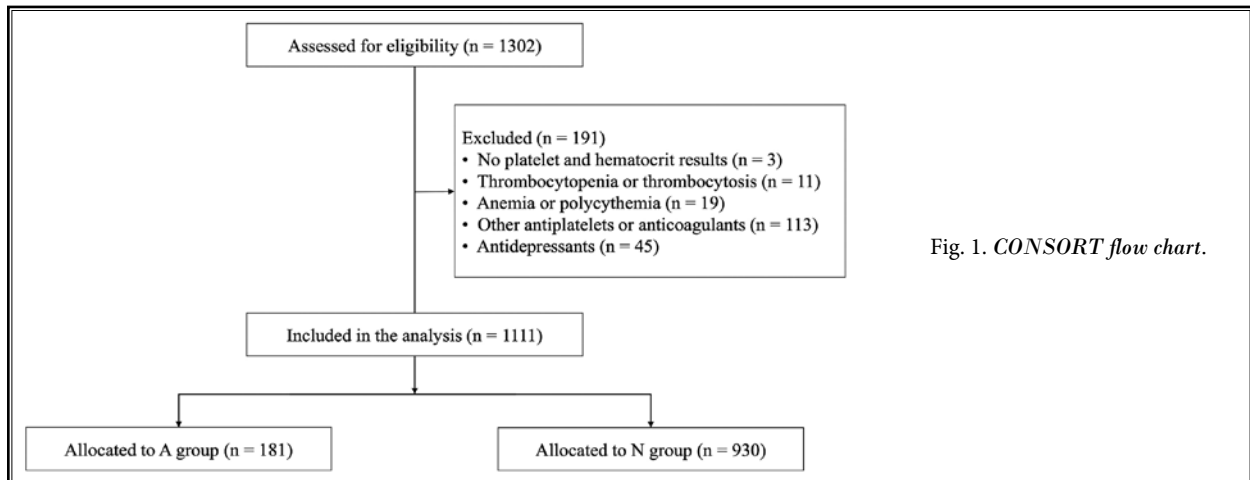 Assessed for eligibility (n = 1302)
Excluded (n = 191)
• No platelet and hematocrit results (n = 3)
• Thrombocytopenia or thrombocytosis (n = 11)
• Anemia or polycythemia (n = 19)
• Other antiplatelets or anticoagulants (n = 113)
• Antidepressants (n = 45)
Fig. 1. CONSORT flow chart.
Included in the analysis (n = 1111)
Allocated to A group (n = 181)
Allocated to N group (n = 930)